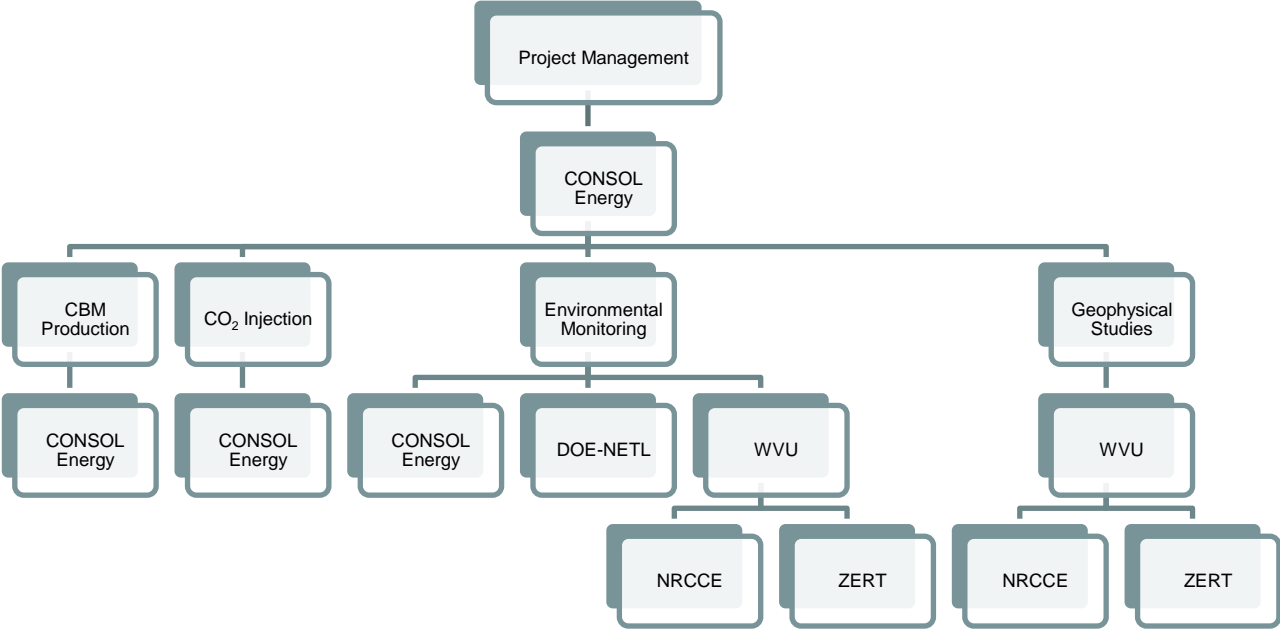 Project Management
CONSOL
Energy
CBM
Production
CO₂ Injection
Environmental
Monitoring
Geophysical
Studies
CONSOL
Energy
CONSOL
Energy
CONSOL
Energy
DOE-NETL
WVU
WVU
NRCCE
ZERT
NRCCE
ZERT